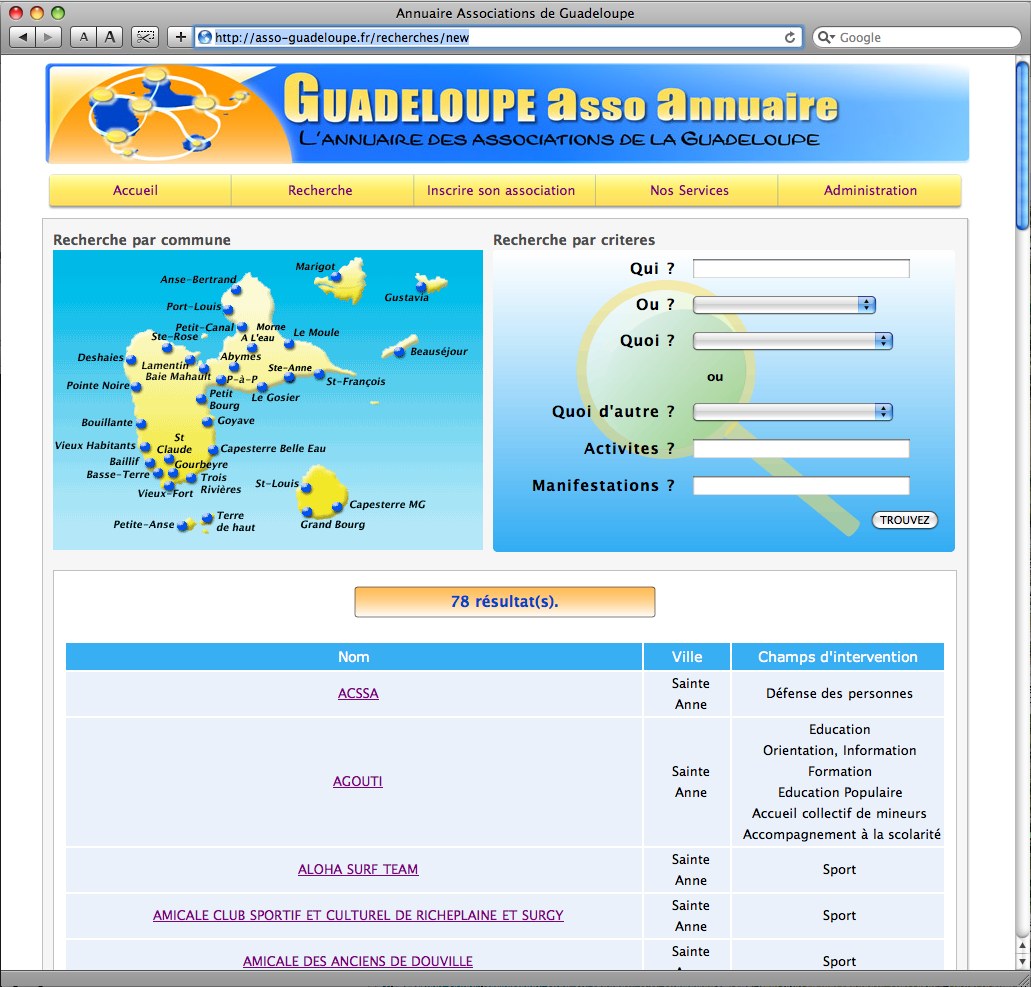 Annuaire Associations de Guadeloupe
A A + http://asso-guadeloupe.fr/recherches/new Google
GUADELOUPE asso annuaire
L'ANNUAIRE DES ASSOCIATIONS DE LA GUADELOUPE
Accueil Recherche Inscrire son association Nos Services Administration
Recherche par commune
Marigot
Anse-Bertrand
Gustavia
Port-Louis
Petit-Canal
Morne
A L'eau
Le Moule
Ste-Rose
Deshaies
Abymes
Beauséjour
Lamentin
Ste-Anne
Baie Mahault
P-à-P
St-François
Pointe Noire
Petit
Bourg
Le Gosier
Bouillante
Goyave
St
Claude
Vieux Habitants
Capesterre Belle Eau
Baillif
Gourbeyre
Basse-Terre
Trois
Rivières
St-Louis
Vieux-Fort
Capesterre MG
Terre
de haut
Petite-Anse
Grand Bourg
Recherche par criteres
Qui ?
Ou ?
Quoi ?
ou
Quoi d'autre ?
Activites ?
Manifestations ?
TROUVEZ
78 résultat(s).
Nom Ville Champs d'intervention
ACSSA
Sainte
Anne
Défense des personnes
AGOUTI
Sainte
Anne
Education
Orientation, Information
Formation
Education Populaire
Accueil collectif de mineurs
Accompagnement à la scolarité
ALOHA SURF TEAM
Sainte
Anne
Sport
AMICALE CLUB SPORTIF ET CULTUREL DE RICHEPLAINE ET SURGY
Sainte
Anne
Sport
AMICALE DES ANCIENS DE DOUVILLE
Sainte
Sport